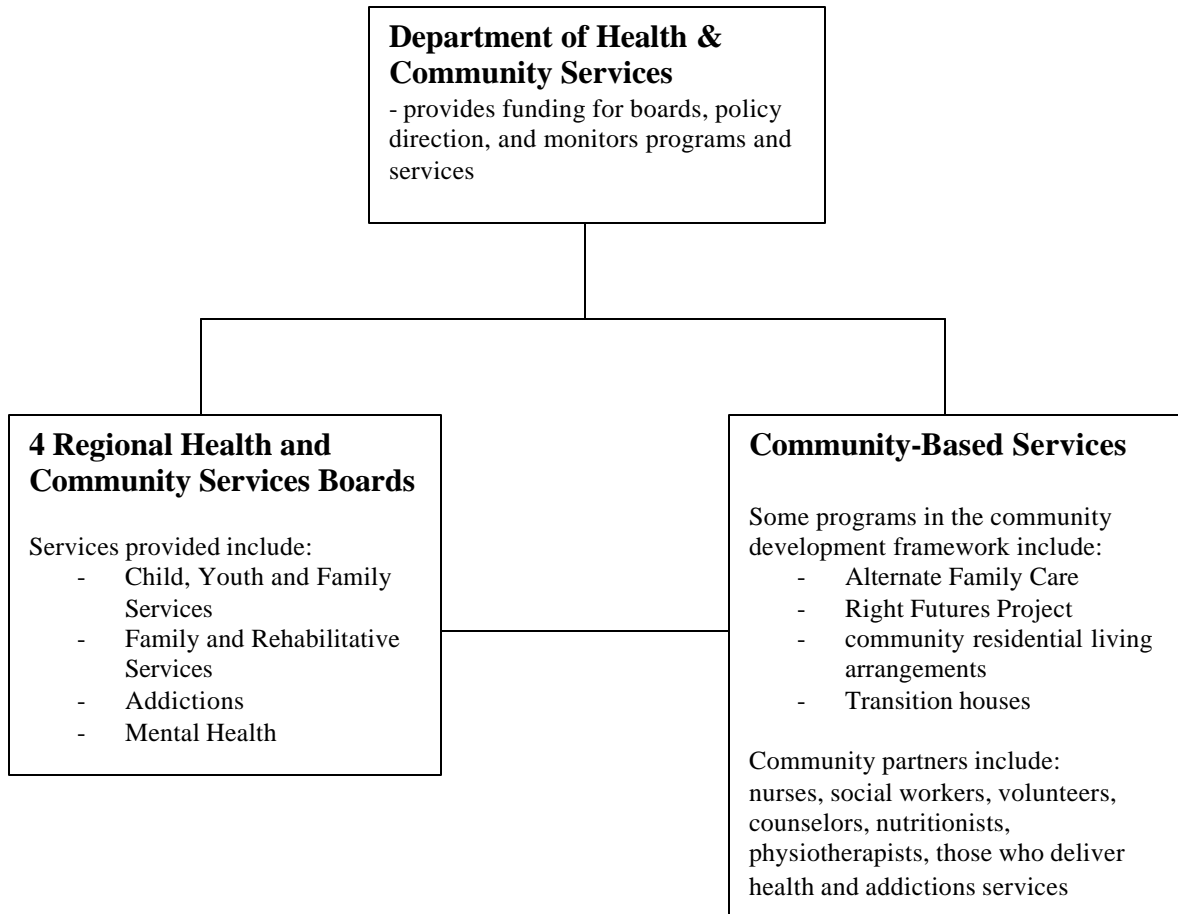 Department of Health &
Community Services
- provides funding for boards, policy
direction, and monitors programs and
services
4 Regional Health and
Community Services Boards
Services provided include:
- Child, Youth and Family
Services
- Family and Rehabilitative
Services
- Addictions
- Mental Health
Community-Based Services
Some programs in the community
development framework include:
- Alternate Family Care
- Right Futures Project
- community residential living
arrangements
- Transition houses
Community partners include:
nurses, social workers, volunteers,
counselors, nutritionists,
physiotherapists, those who deliver
health and addictions services